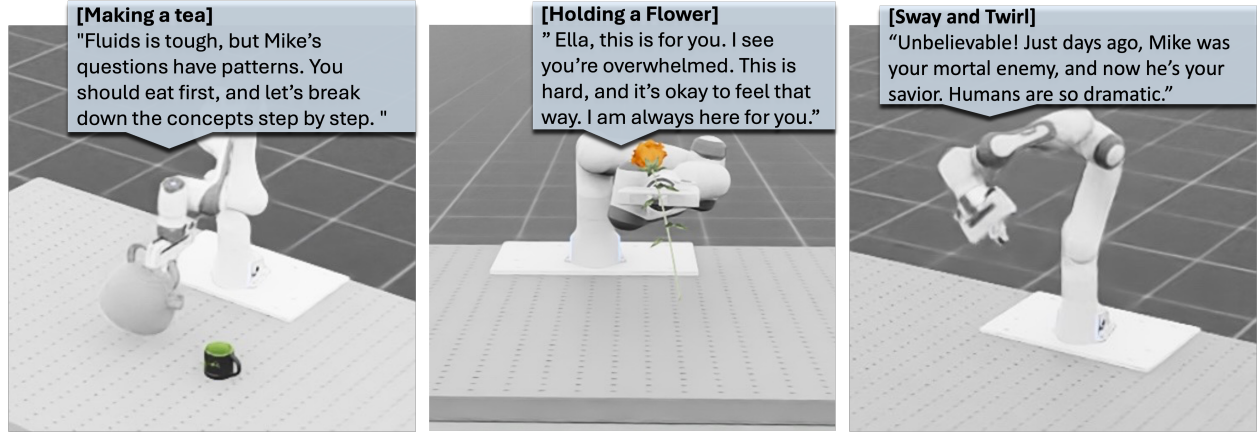 [Making a tea]
"Fluids is tough, but Mike's
questions have patterns. You
should eat first, and let's break
down the concepts step by step. "
[Holding a Flower]
” Ella, this is for you. I see
you're overwhelmed. This is
hard, and it's okay to feel that
way. I am always here for you.”
[Sway and Twirl]
“Unbelievable! Just days ago, Mike was
your mortal enemy, and now he's your
savior. Humans are so dramatic.”